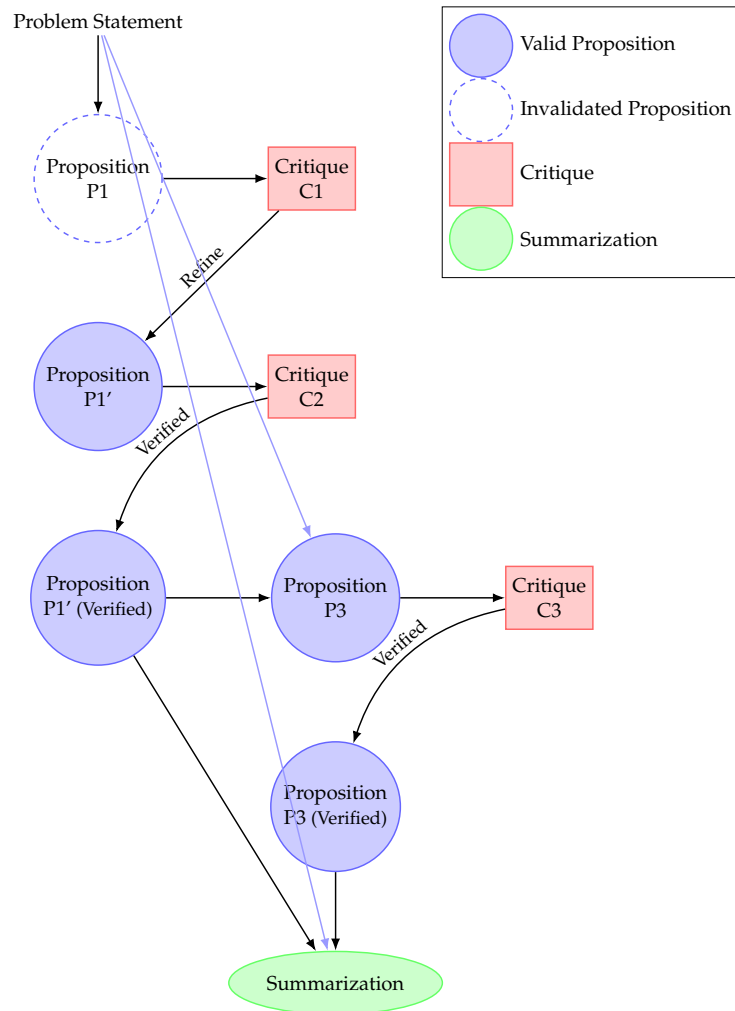 Problem Statement
Valid Proposition
Invalidated Proposition
Critique
Summarization
Proposition
P1
Critique
C1
Refine
Proposition
P1'
Critique
C2
Verified
Proposition
P1' (Verified)
Proposition
P3
Critique
C3
Verified
Proposition
P3 (Verified)
Summarization